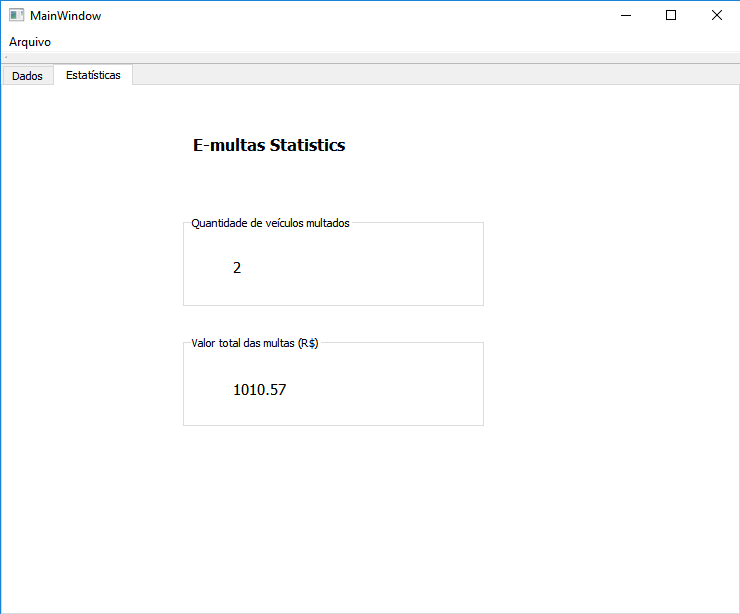 MainWindow
Arquivo
Dados
Estatísticas
E-multas Statistics
Quantidade de veículos multados
2
Valor total das multas (R$)
1010.57